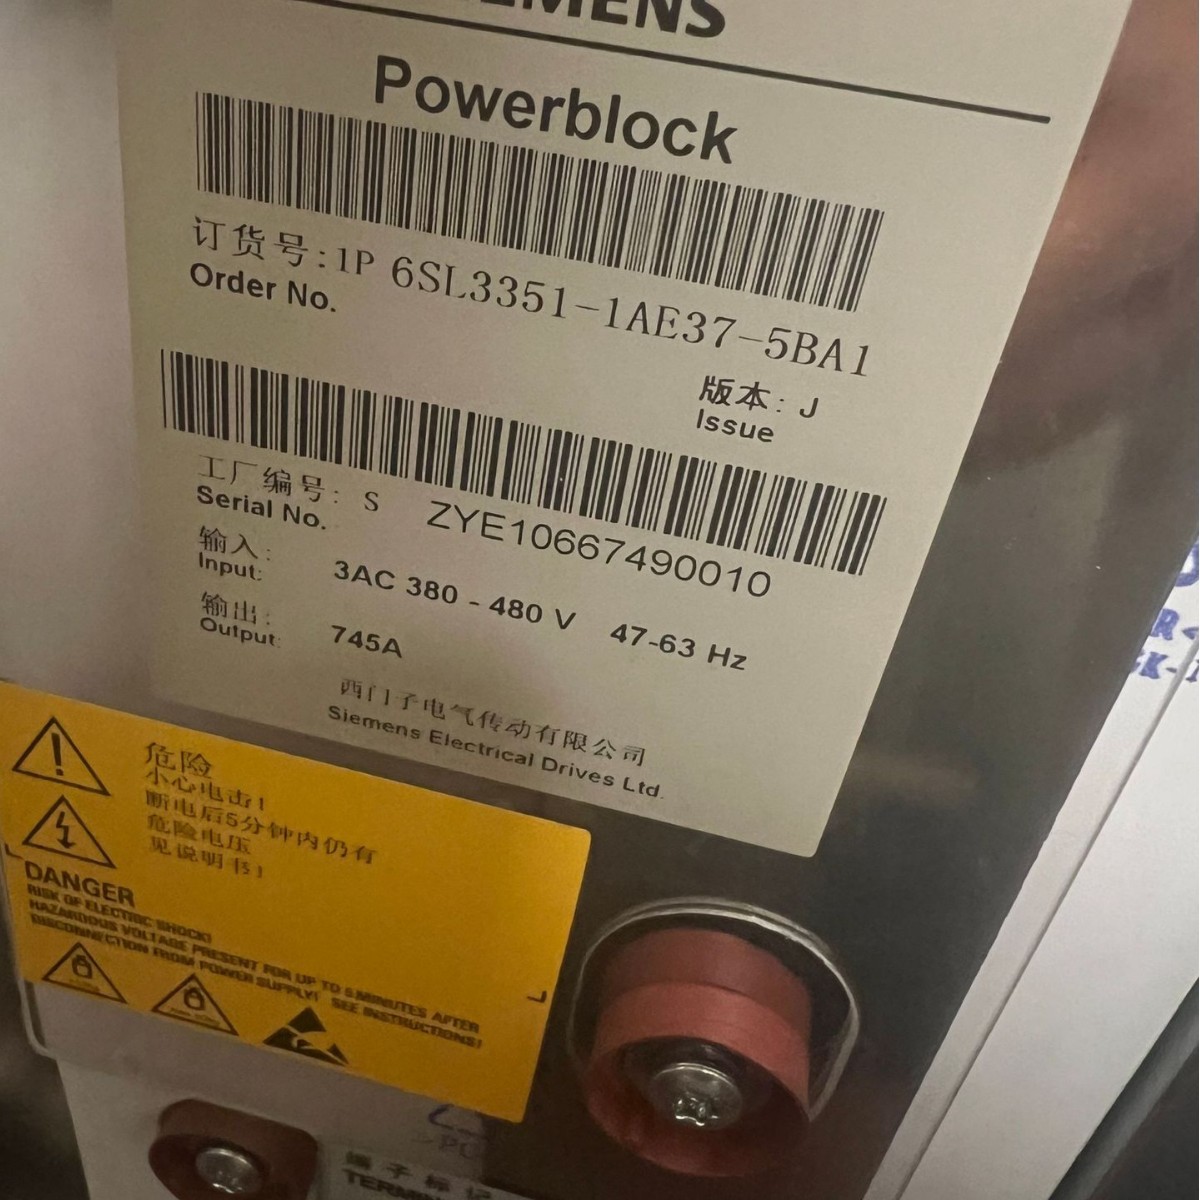 SIEMENS
Powerblock
订货号: 1P 6SL3351-1AE37-5BA1
Order No.
版本: J
Issue
工厂编号: S ZYE10667490010
Serial No.
输入:
Input: 3AC 380 - 480 V 47-63 Hz
输出:
Output: 745A
西门子电气传动有限公司
Siemens Electrical Drives Ltd.
危险
小心电击!
断电后5分钟内仍有
危险电压
见说明书!
DANGER
RISK OF ELECTRIC SHOCK!
HAZARDOUS VOLTAGE PRESENT FOR UP TO 5 MINUTES AFTER
DISCONNECTION FROM POWER SUPPLY! SEE INSTRUCTIONS!
端子标记